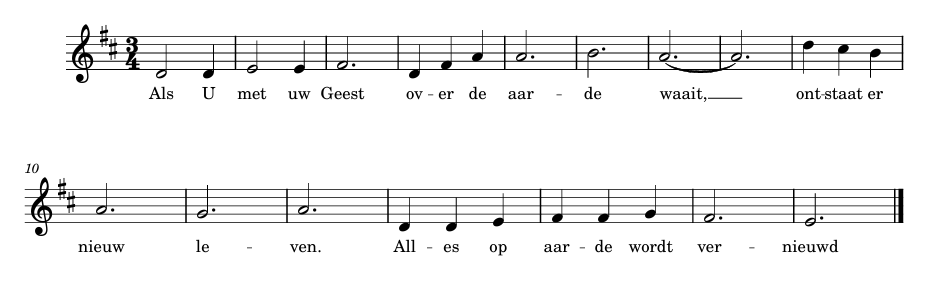 Als U met uw Geest ov - er de aar - de waait, ont - staat er
10
nieuw le - ven. All - es op aar - de wordt ver - nieuwd